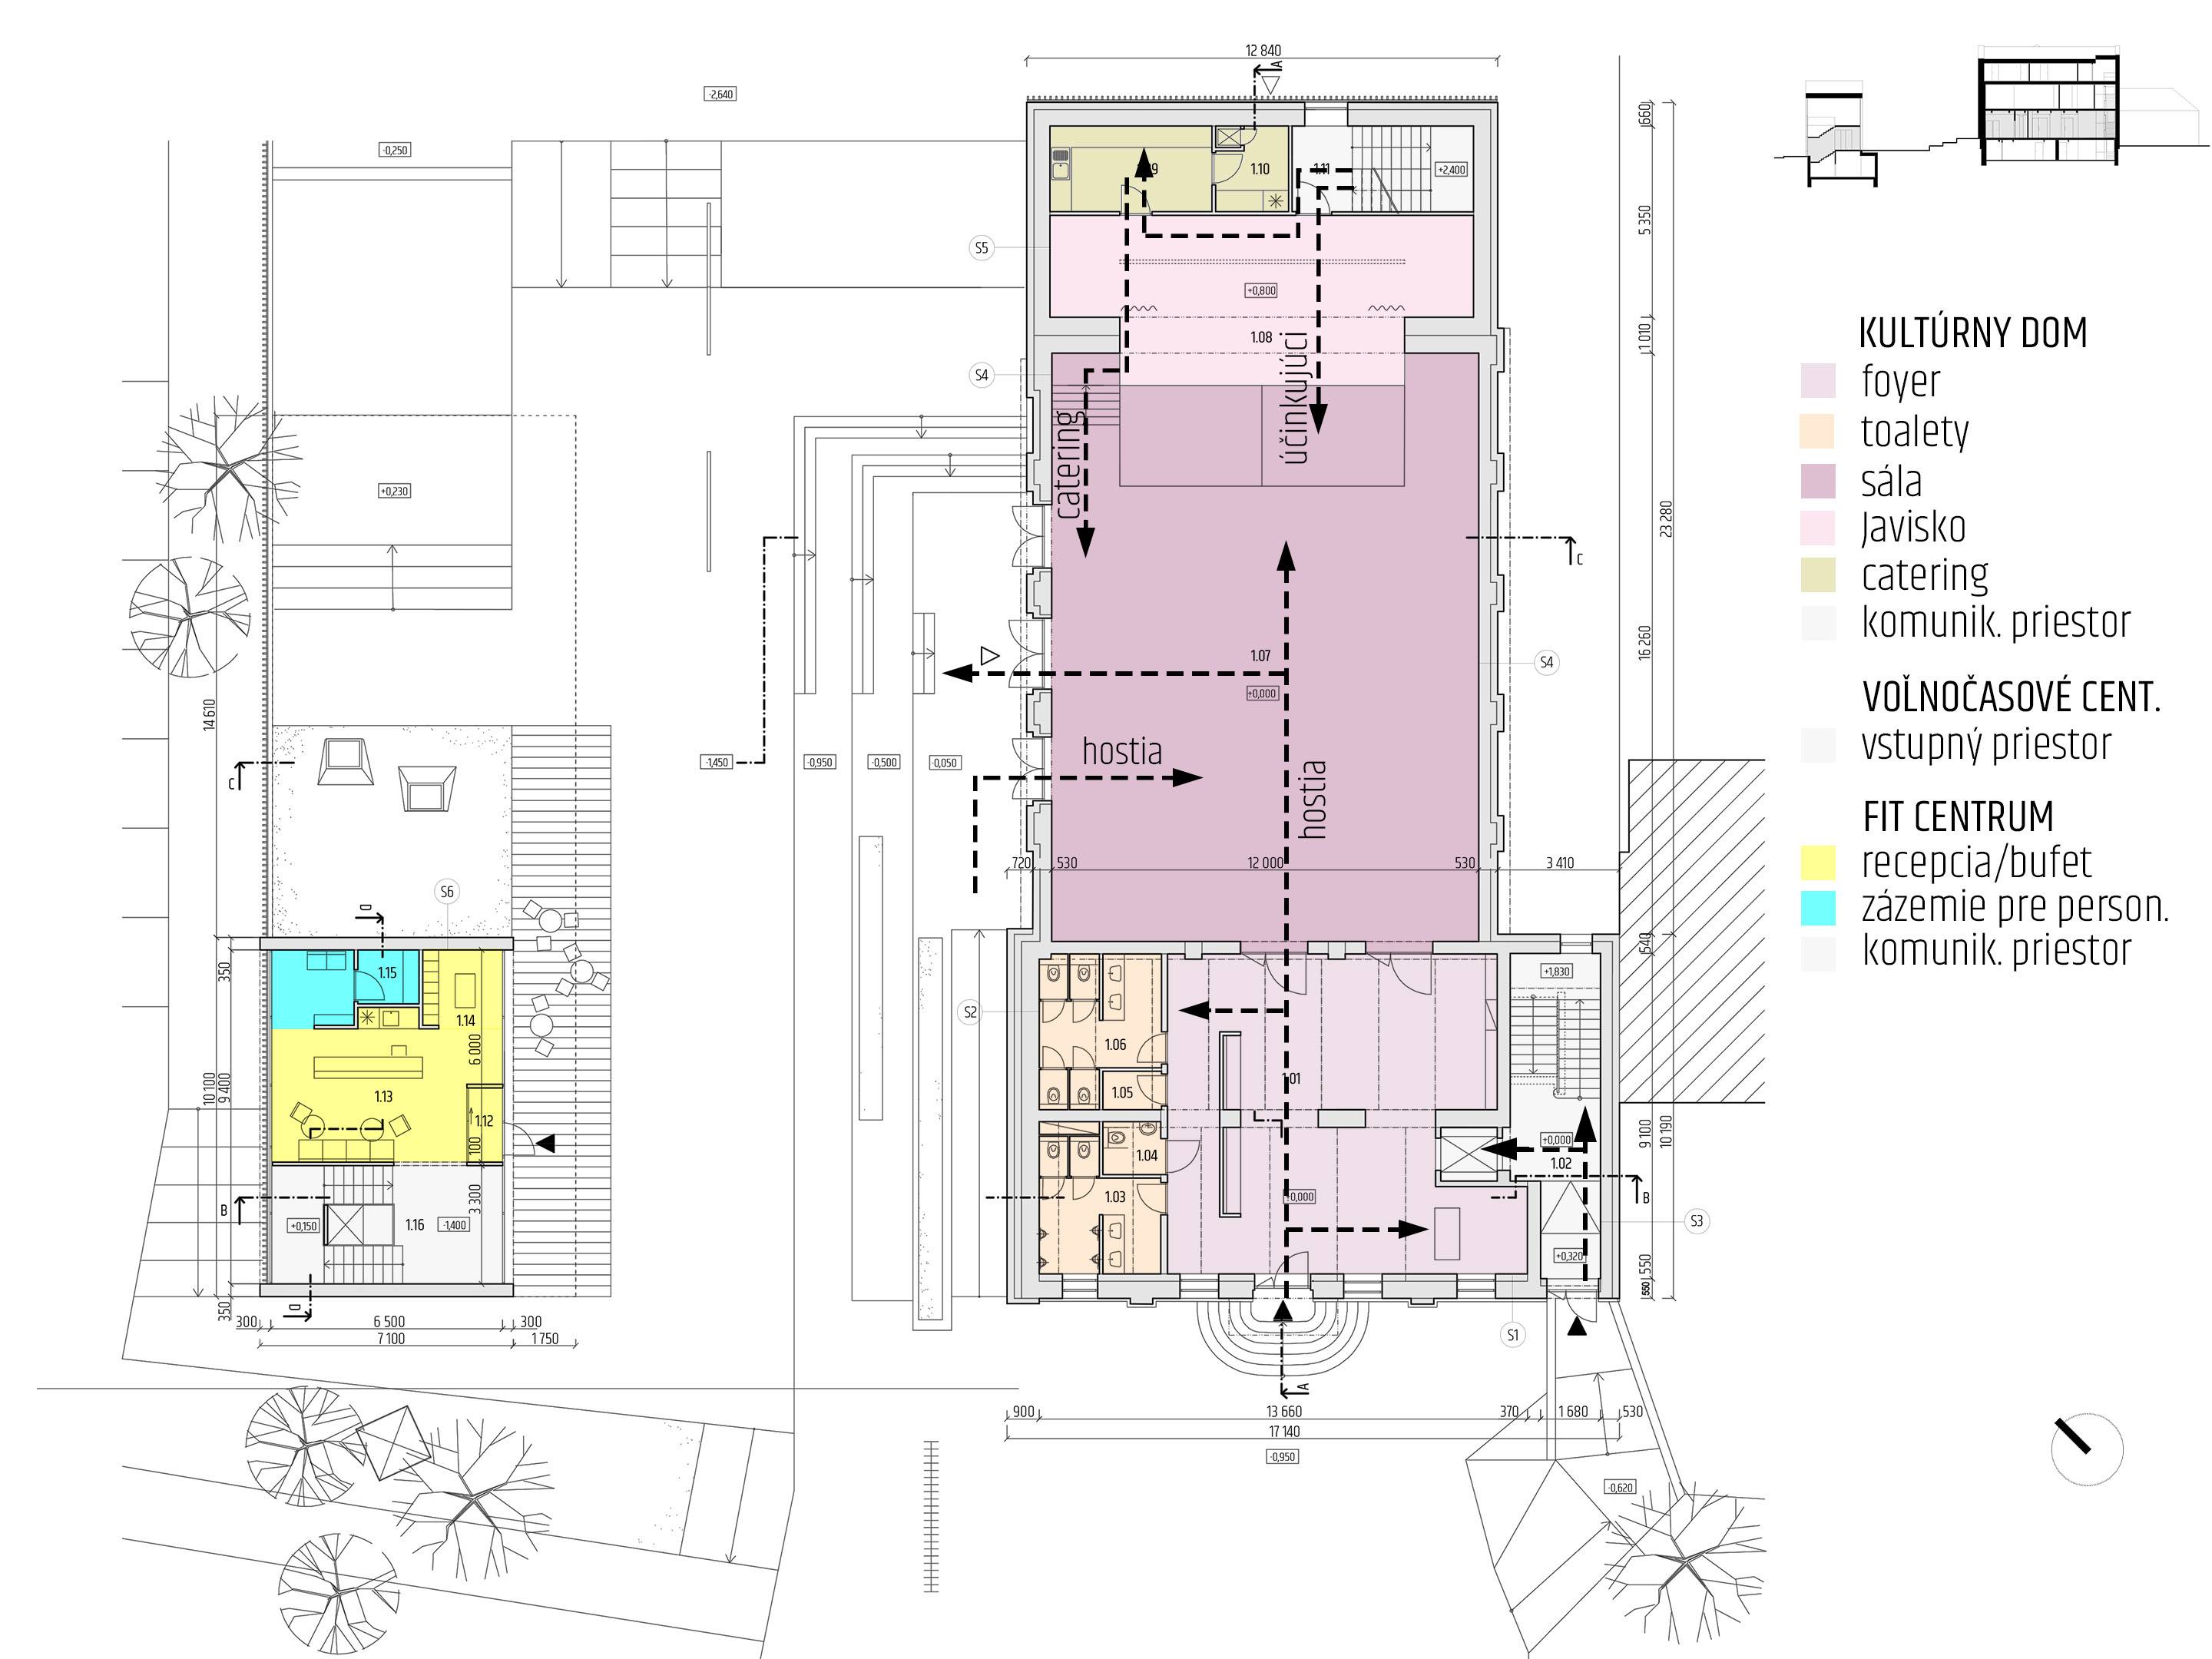 12 840
A
-2,640
-0,250
660
1.10
1.11
+2,400
5 350
S5
+0,800
1.08
1 010
S4
účinkujúci
catering
+0,230
23 280
C
16 260
1.07
S4
+0,000
14 610
hostia
-1,450
-0,950
-0,500
-0,050
C
hostia
720
530
12 000
530
3 410
S6
a
540
350
1.15
+1,830
S2
1.14
6 000
1.06
1.01
10 100
9 400
1.13
1.05
1.12
100
1.04
+0,000
9 100
10 190
1.02
B
+0,150
1.16
-1,400
3 300
1.03
+0,000
B
S3
+0,320
550
550
350
a
300
6 500
300
7 100
1 750
S1
A
900
13 660
370
1 680
530
17 140
-0,950
-0,620
KULTÚRNY DOM
foyer
toalety
sála
Javisko
catering
komunik. priestor
VOĽNOČASOVÉ CENT.
vstupný priestor
FIT CENTRUM
recepcia/bufet
zázemie pre person.
komunik. priestor